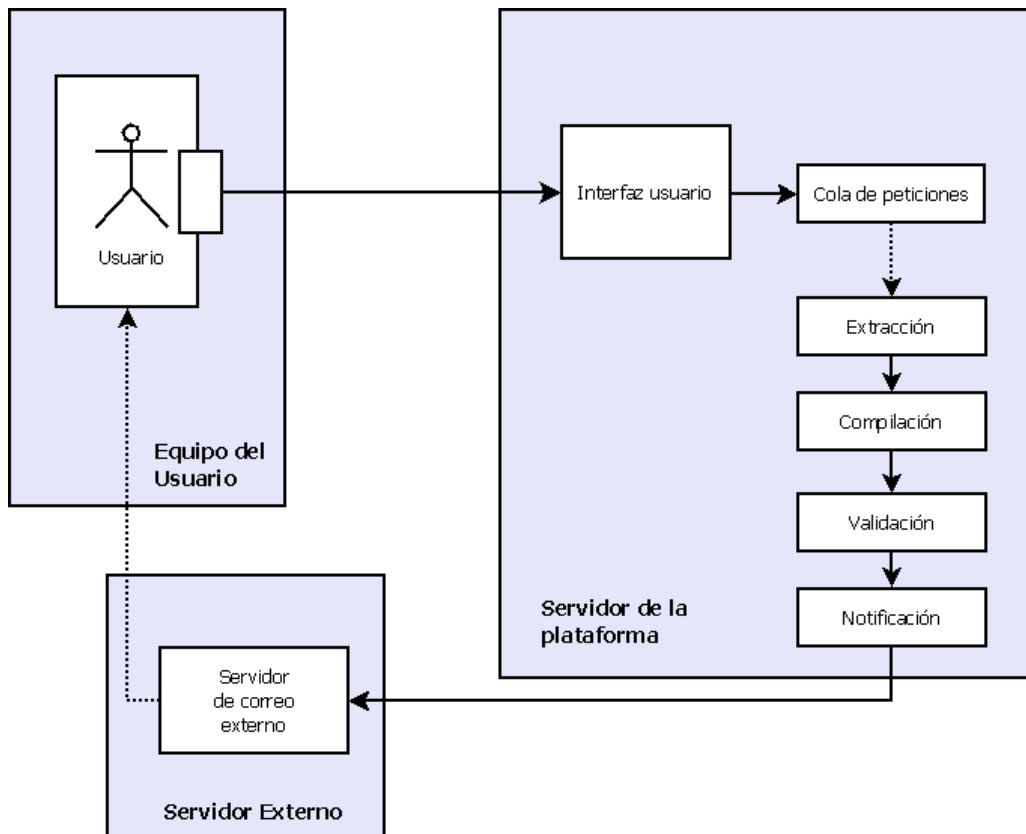 Usuario
Equipo del
Usuario
Interfaz usuario
Cola de peticiones
Extracción
Compilación
Validación
Notificación
Servidor de la
plataforma
Servidor
de correo
externo
Servidor Externo